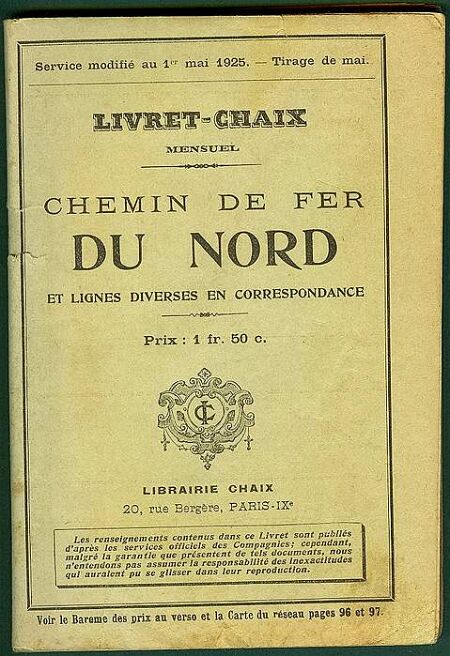 Service modifié au 1er mai 1925. — Tirage de mai.
LIVRET-CHAIX
MENSUEL
CHEMIN DE FER
DU NORD
ET LIGNES DIVERSES EN CORRESPONDANCE
Prix : 1 fr. 50 c.
LIBRAIRIE CHAIX
20, rue Bergère, PARIS-IXe
Les renseignements contenus dans ce Livret sont publiés
d'après les services officiels des Compagnies; cependant,
malgré la garantie que présentent de tels documents, nous
n'entendons pas assumer la responsabilité des inexactitudes
qui auraient pu se glisser dans leur reproduction.
Voir le Bareme des prix au verso et la Carte du réseau pages 96 et 97.